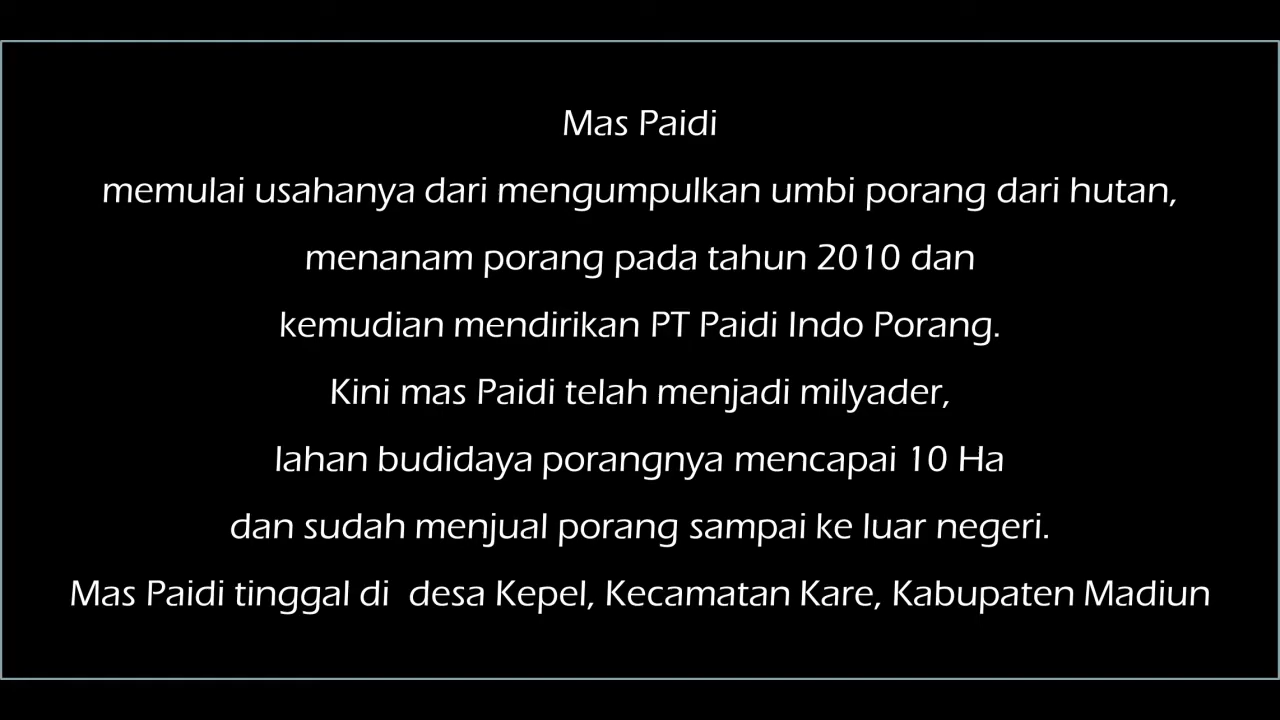 Mas Paidi
memulai usahanya dari mengumpulkan umbi porang dari hutan,
menanam porang pada tahun 2010 dan
kemudian mendirikan PT Paidi Indo Porang.
Kini mas Paidi telah menjadi milyader,
lahan budidaya porangnya mencapai 10 Ha
dan sudah menjual porang sampai ke luar negeri.
Mas Paidi tinggal di  desa Kepel, Kecamatan Kare, Kabupaten Madiun